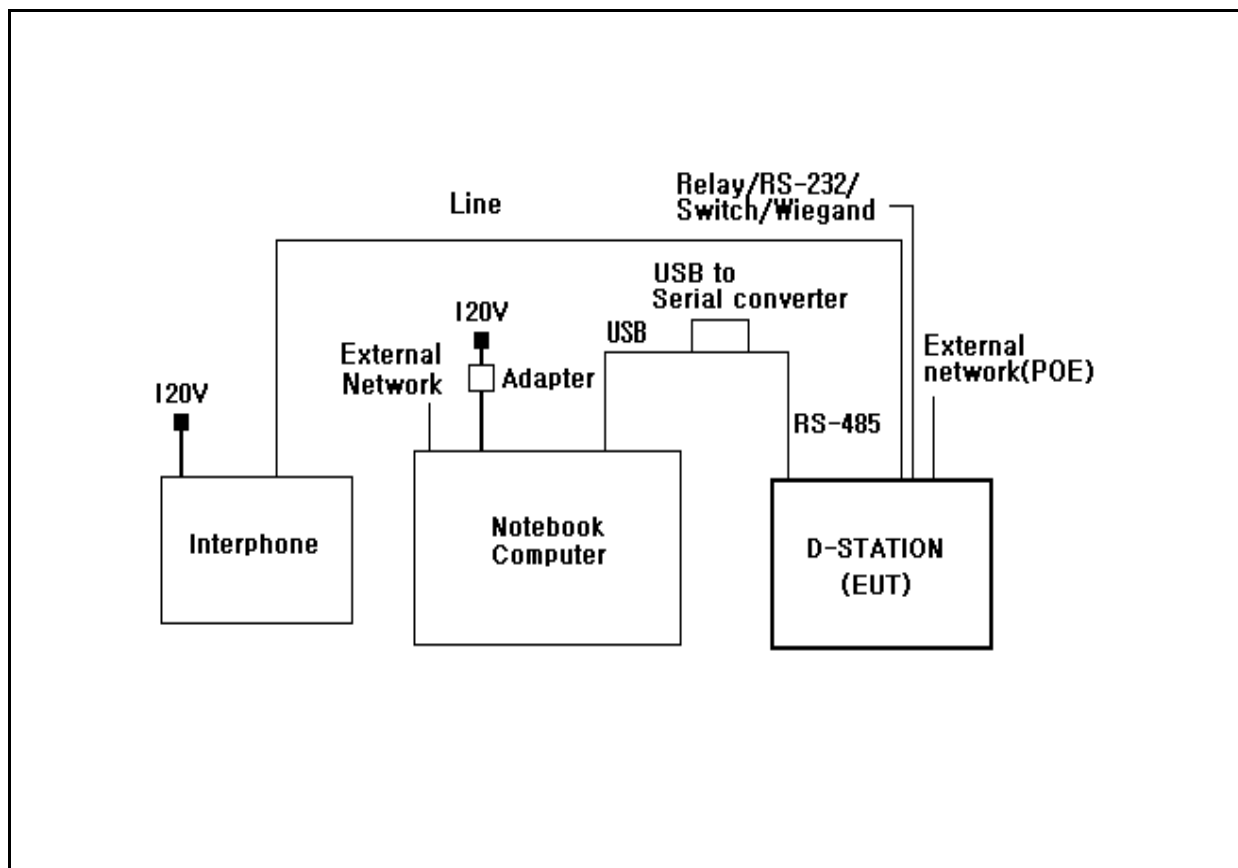 Relay/RS-232/
Switch/Wiegand
Line
USB to
Serial converter
120V
USB
External
Network
Adapter
External
network(POE)
120V
RS-485
Interphone
Notebook
Computer
D-STATION
(EUT)